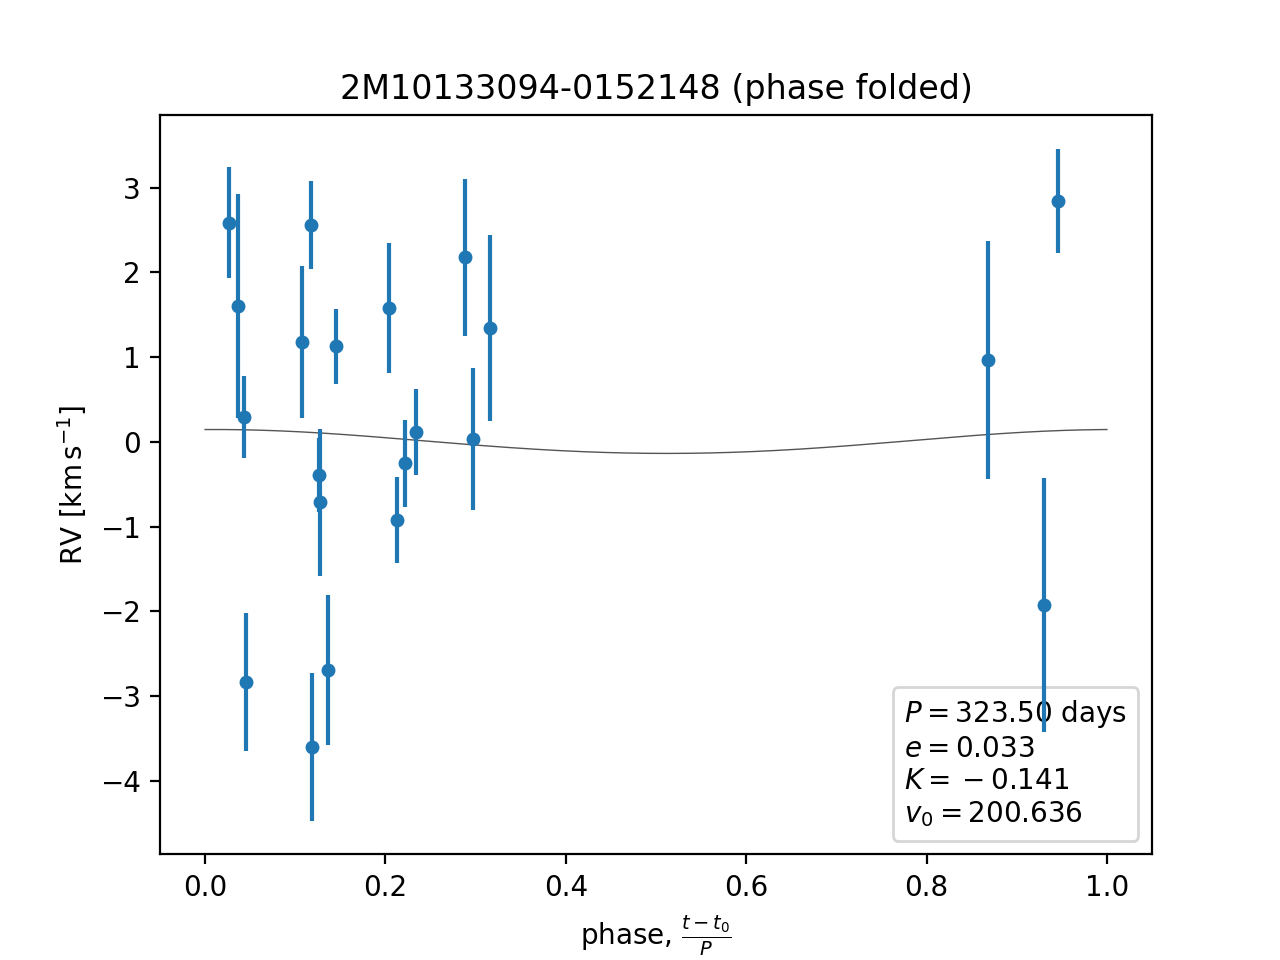 2M10133094-0152148 (phase folded)
3
2
1
0
−1
−2
−3
−4
RV [km s⁻¹]
P = 323.50 days
e = 0.033
K = −0.141
v₀ = 200.636
0.0 0.2 0.4 0.6 0.8 1.0
phase, (t − t₀)/P